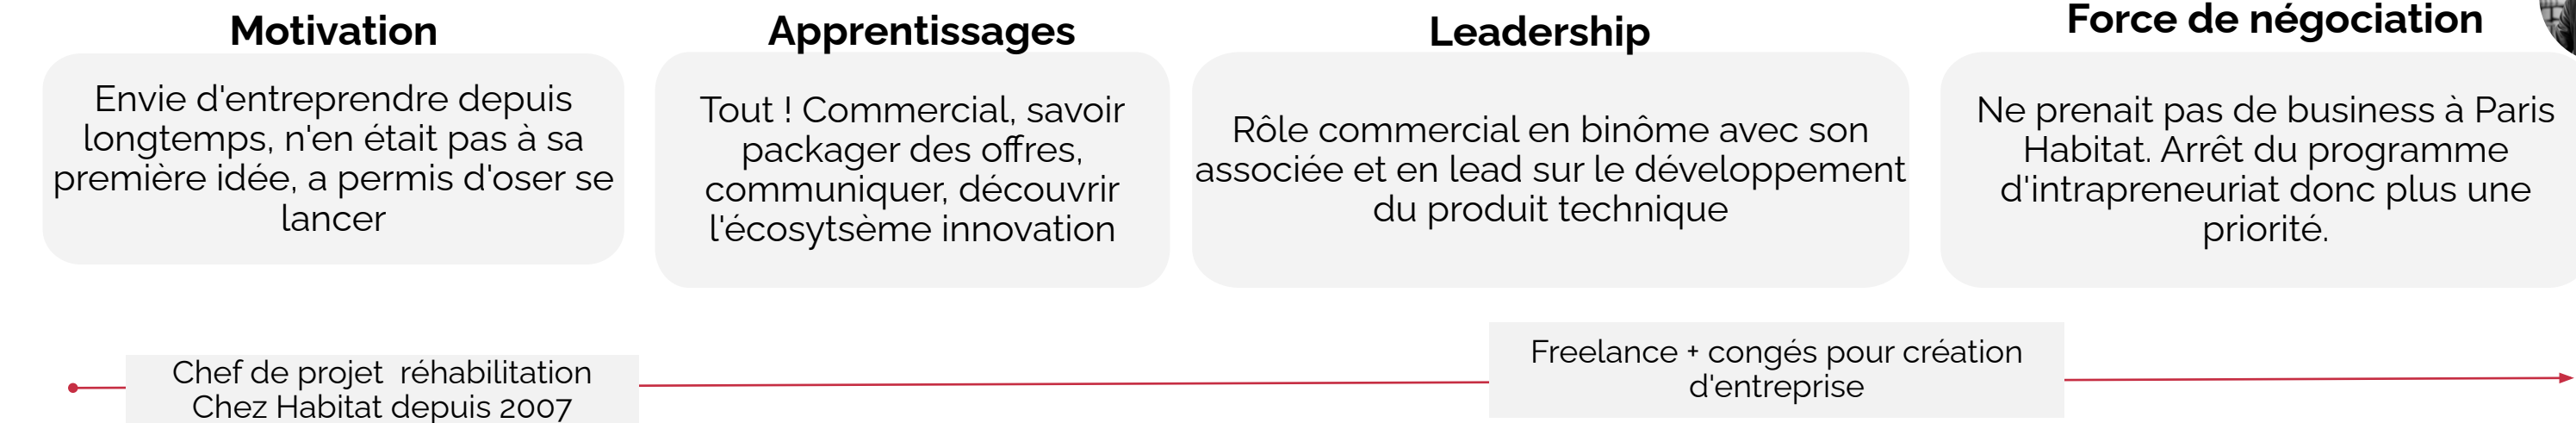 Motivation
Envie d'entreprendre depuis
longtemps, n'en était pas à sa
première idée, a permis d'oser se
lancer
Apprentissages
Tout ! Commercial, savoir
packager des offres,
communiquer, découvrir
l'écosytsème innovation
Leadership
Rôle commercial en binôme avec son
associée et en lead sur le développement
du produit technique
Force de négociation
Ne prenait pas de business à Paris
Habitat. Arrêt du programme
d'intrapreneuriat donc plus une
priorité.
Chef de projet réhabilitation
Chez Habitat depuis 2007
Freelance + congés pour création
d'entreprise